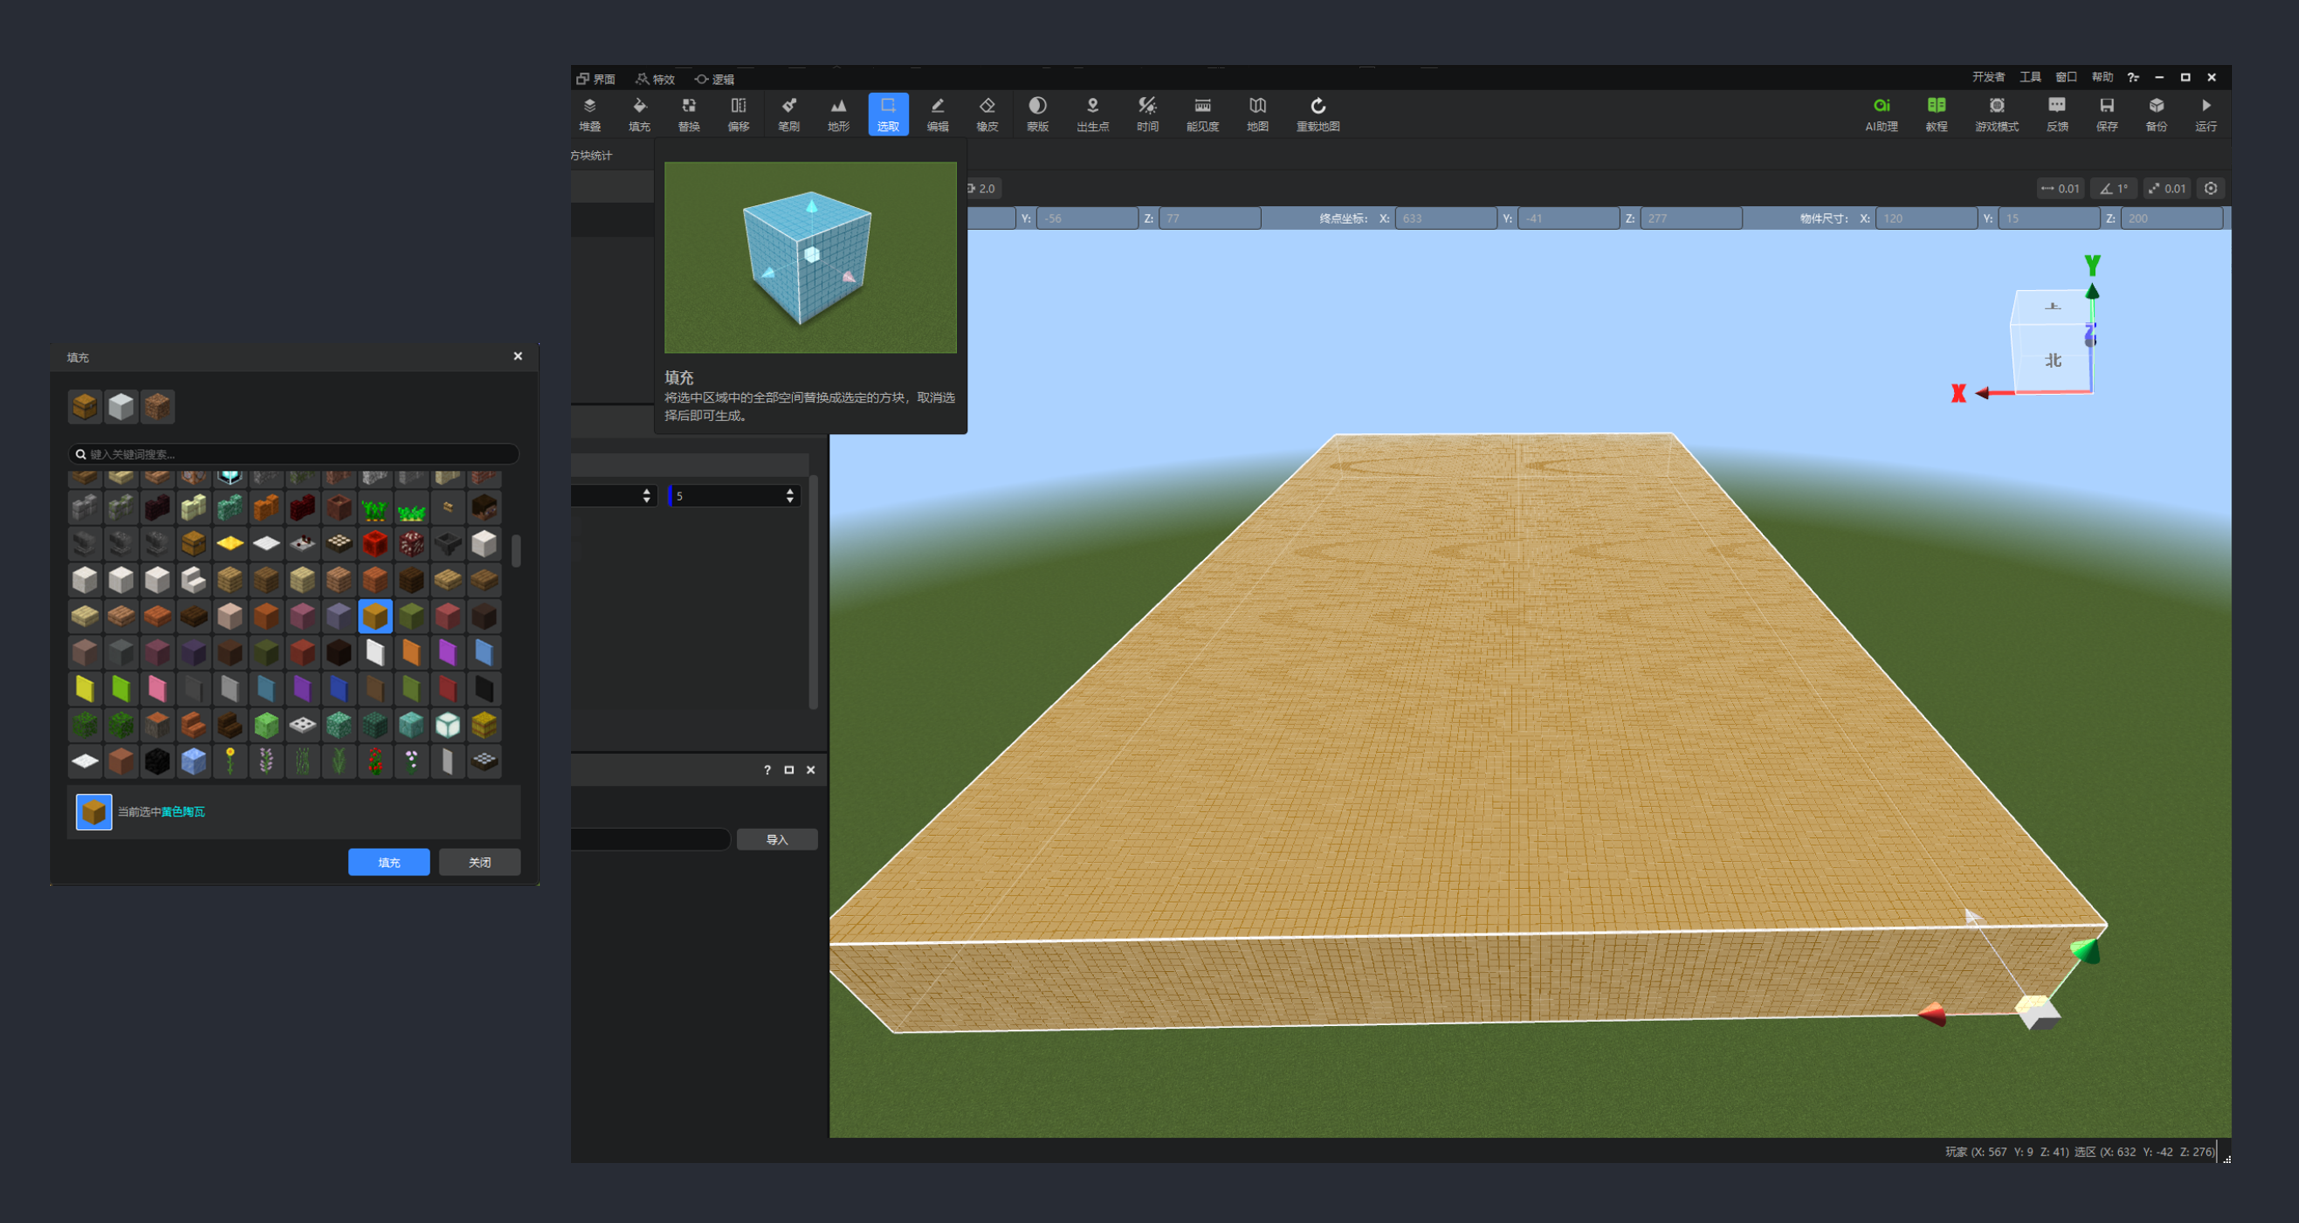 界面 特效 逻辑
开发者 工具 窗口 帮助 ?
堆叠 填充 替换 偏移 笔刷 地形 选取 编辑 橡皮 蒙版 出生点 时间 能见度 地图 重载地图
Ai
AI助理 教程 游戏模式 反馈 保存 备份 运行
方块统计
2.0
0.01 1° 0.01
Y: -56 Z: 77 终点坐标: X: 633 Y: -41 Z: 277 物件尺寸: X: 120 Y: 15 Z: 200
填充
将选中区域中的全部空间替换成选定的方块，取消选
择后即可生成。
5
?
导入
Y
上
Z
北
X
玩家 (X: 567 Y: 9 Z: 41) 选区 (X: 632 Y: -42 Z: 276)
填充
键入关键词搜索...
当前选中黄色陶瓦
填充 关闭